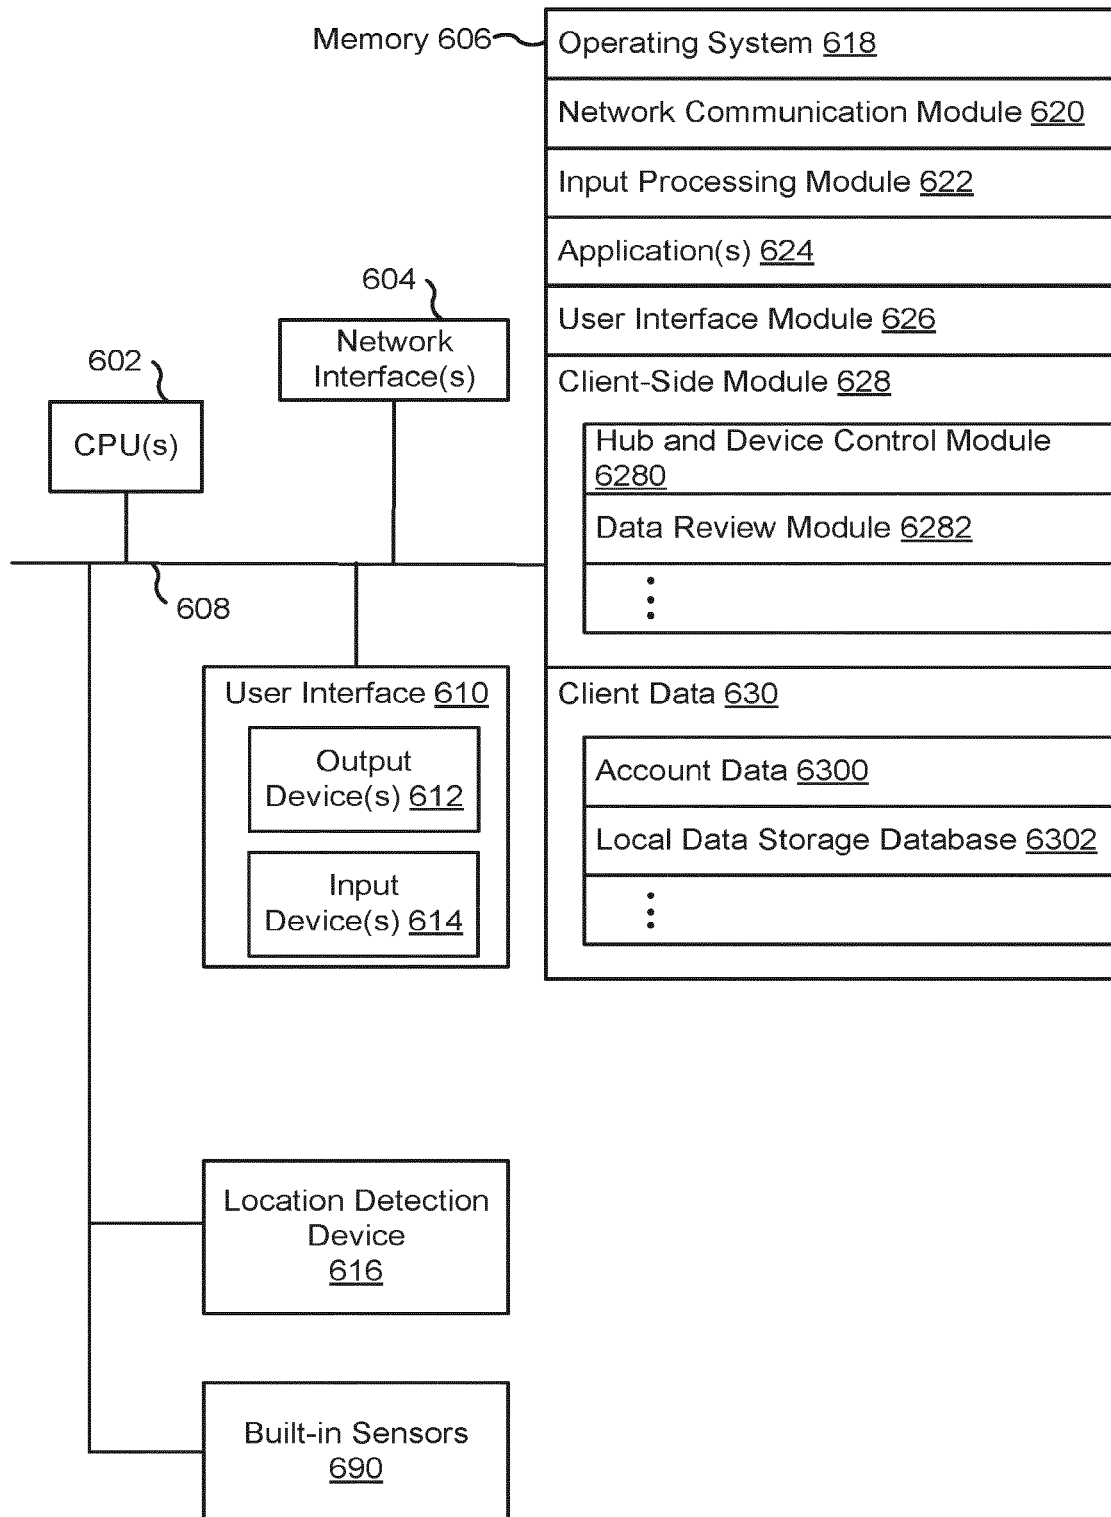 Memory 606
Operating System 618
Network Communication Module 620
Input Processing Module 622
Application(s) 624
User Interface Module 626
Client-Side Module 628
Hub and Device Control Module
6280
Data Review Module 6282
604
Network
Interface(s)
602
CPU(s)
608
User Interface 610
Output
Device(s) 612
Input
Device(s) 614
Client Data 630
Account Data 6300
Local Data Storage Database 6302
Location Detection
Device
616
Built-in Sensors
690